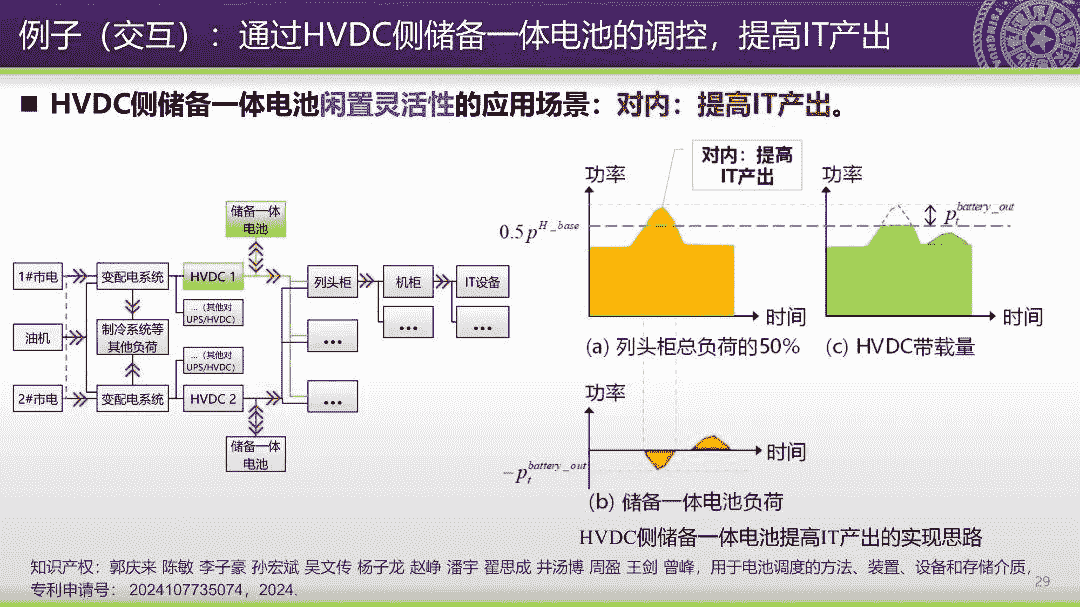 例子（交互）：通过HVDC侧储备一体电池的调控，提高IT产出
■ HVDC侧储备一体电池闲置灵活性的应用场景：对内：提高IT产出。
储备一体
电池
1#市电
变配电系统
HVDC 1
列头柜
机柜
IT设备
…（其他对
UPS/HVDC）
...
...
油机
制冷系统等
其他负荷
...
…（其他对
UPS/HVDC）
2#市电
变配电系统
HVDC 2
...
储备一体
电池
功率
对内：提高
IT产出
0.5p^{H_base}
时间
(a) 列头柜总负荷的50%
功率
p_t^{battery_out}
时间
(c) HVDC带载量
功率
时间
-p_t^{battery_out}
(b) 储备一体电池负荷
HVDC侧储备一体电池提高IT产出的实现思路
知识产权：郭庆来 陈敏 李子豪 孙宏斌 吴文传 杨子龙 赵峥 潘宇 翟思成 井汤博 周盈 王剑 曾峰，用于电池调度的方法、装置、设备和存储介质，
专利申请号： 2024107735074，2024.
29